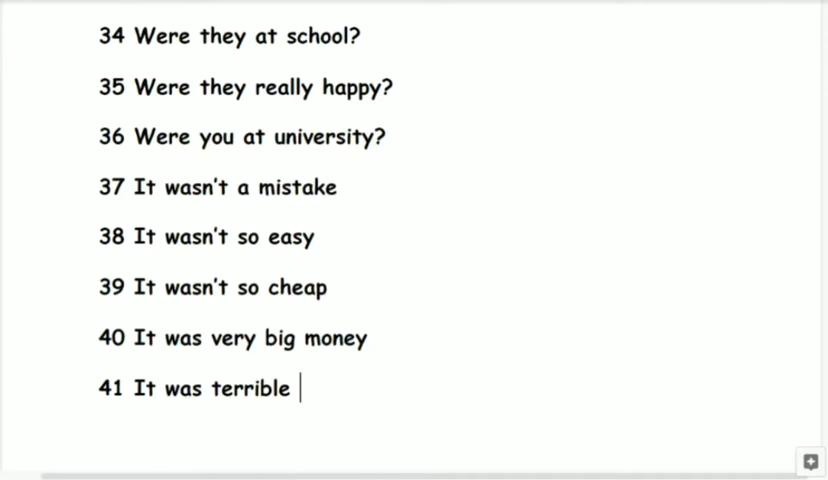 34 Were they at school?
35 Were they really happy?
36 Were you at university?
37 It wasn't a mistake
38 It wasn't so easy
39 It wasn't so cheap
40 It was very big money
41 It was terrible